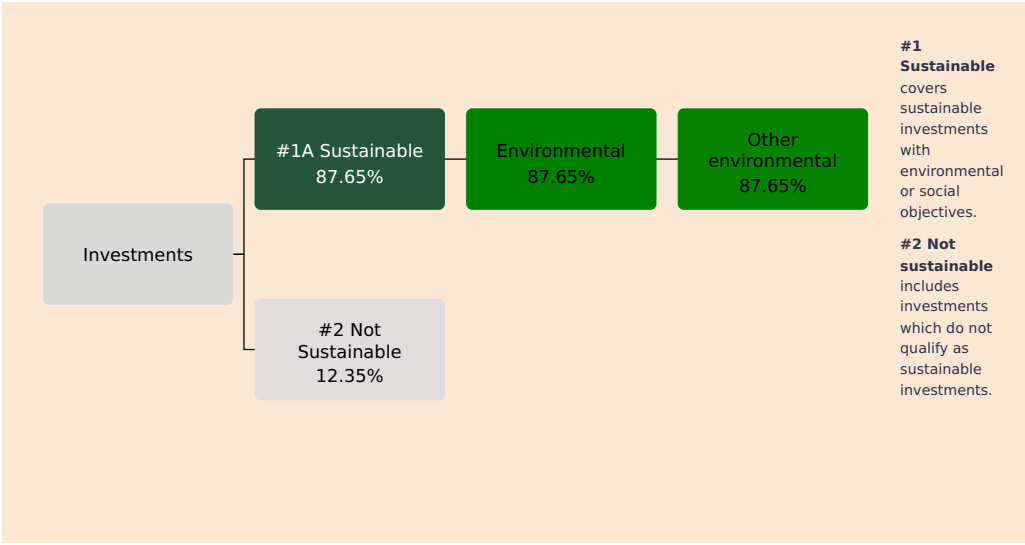 Investments
#1A Sustainable
87.65%
Environmental
87.65%
Other
environmental
87.65%
#2 Not
Sustainable
12.35%
#1
Sustainable
covers
sustainable
investments
with
environmental
or social
objectives.
#2 Not
sustainable
includes
investments
which do not
qualify as
sustainable
investments.